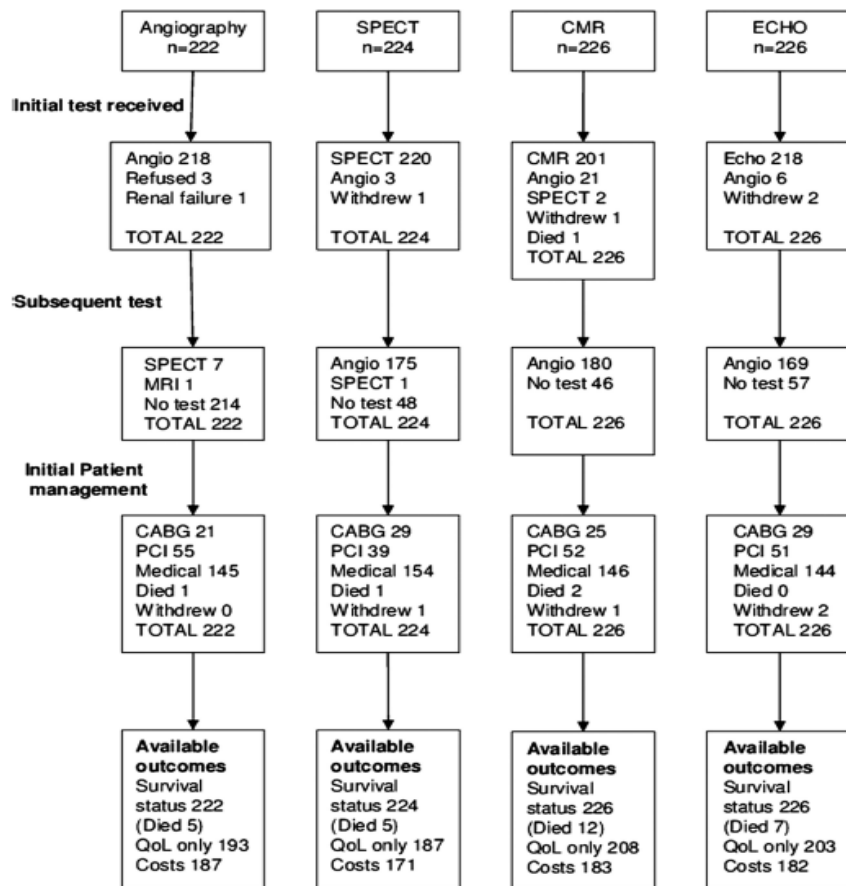 Angiography
n=222
SPECT
n=224
CMR
n=226
ECHO
n=226
Initial test received
Angio 218
Refused 3
Renal failure 1
TOTAL 222
SPECT 220
Angio 3
Withdrew 1
TOTAL 224
CMR 201
Angio 21
SPECT 2
Withdrew 1
Died 1
TOTAL 226
Echo 218
Angio 6
Withdrew 2
TOTAL 226
Subsequent test
SPECT 7
MRI 1
No test 214
TOTAL 222
Angio 175
SPECT 1
No test 48
TOTAL 224
Angio 180
No test 46
TOTAL 226
Angio 169
No test 57
TOTAL 226
Initial Patient
management
CABG 21
PCI 55
Medical 145
Died 1
Withdrew 0
TOTAL 222
CABG 29
PCI 39
Medical 154
Died 1
Withdrew 1
TOTAL 224
CABG 25
PCI 52
Medical 146
Died 2
Withdrew 1
TOTAL 226
CABG 29
PCI 51
Medical 144
Died 0
Withdrew 2
TOTAL 226
Available
outcomes
Survival
status 222
(Died 5)
QoL only 193
Costs 187
Available
outcomes
Survival
status 224
(Died 5)
QoL only 187
Costs 171
Available
outcomes
Survival
status 226
(Died 12)
QoL only 208
Costs 183
Available
outcomes
Survival
status 226
(Died 7)
QoL only 203
Costs 182